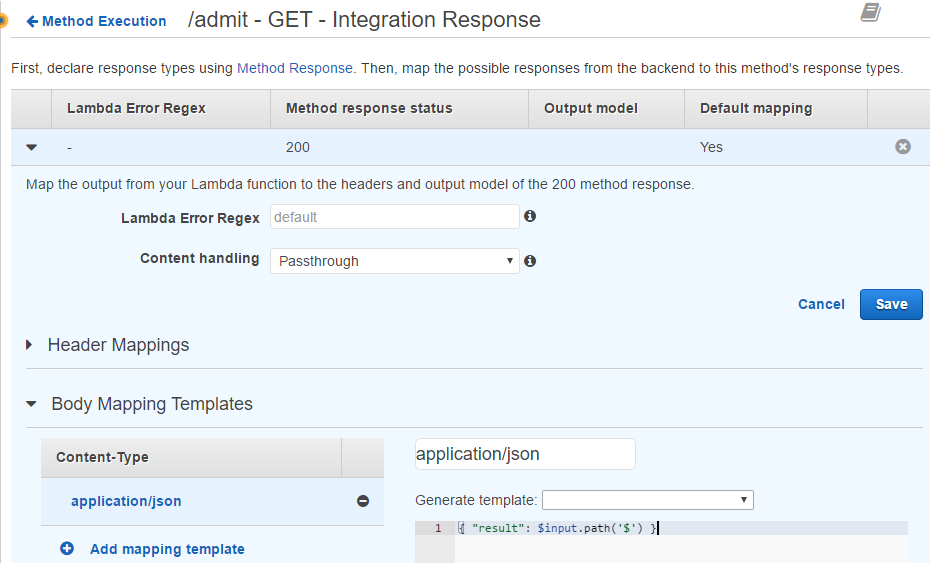 Method Execution /admit - GET - Integration Response
First, declare response types using Method Response. Then, map the possible responses from the backend to this method's response types.
Lambda Error Regex Method response status Output model Default mapping
- 200 Yes
Map the output from your Lambda function to the headers and output model of the 200 method response.
Lambda Error Regex default
Content handling Passthrough
Cancel Save
Header Mappings
Body Mapping Templates
Content-Type application/json
application/json Generate template:
1 { "result": $input.path('$') }
Add mapping template